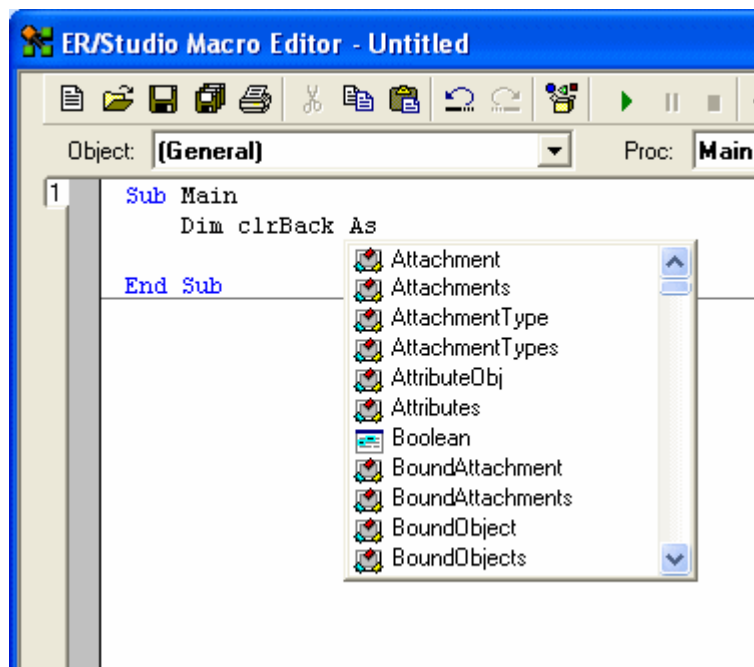 ER/Studio Macro Editor - Untitled
Object: (General) Proc: Main
1
Sub Main
Dim clrBack As
Attachment
Attachments
AttachmentType
AttachmentTypes
AttributeObj
Attributes
Boolean
BoundAttachment
BoundAttachments
BoundObject
BoundObjects
End Sub